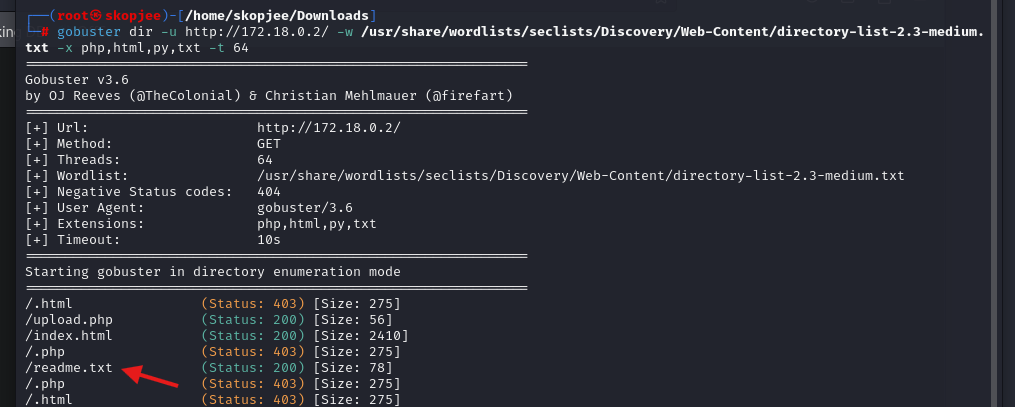 kin
┌──(root㉿skopjee)-[/home/skopjee/Downloads]
└─# gobuster dir -u http://172.18.0.2/ -w /usr/share/wordlists/seclists/Discovery/Web-Content/directory-list-2.3-medium.
txt -x php,html,py,txt -t 64
===============================================================
Gobuster v3.6
by OJ Reeves (@TheColonial) & Christian Mehlmauer (@firefart)
===============================================================
[+] Url:                     http://172.18.0.2/
[+] Method:                  GET
[+] Threads:                 64
[+] Wordlist:                /usr/share/wordlists/seclists/Discovery/Web-Content/directory-list-2.3-medium.txt
[+] Negative Status codes:   404
[+] User Agent:              gobuster/3.6
[+] Extensions:              php,html,py,txt
[+] Timeout:                 10s
===============================================================
Starting gobuster in directory enumeration mode
===============================================================
/.html                (Status: 403) [Size: 275]
/upload.php           (Status: 200) [Size: 56]
/index.html           (Status: 200) [Size: 2410]
/.php                 (Status: 403) [Size: 275]
/readme.txt           (Status: 200) [Size: 78]
/.php                 (Status: 403) [Size: 275]
/.html                (Status: 403) [Size: 275]